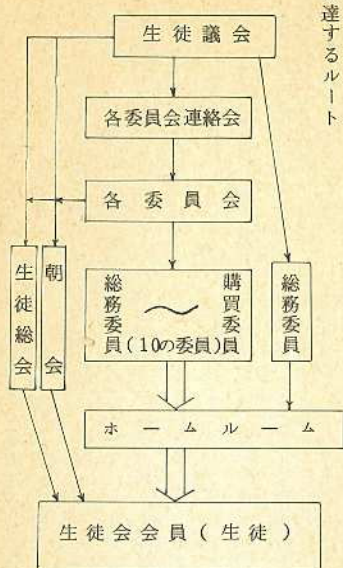 達するルート
生徒議会
各委員会連絡会
各委員会
生徒総会
朝会
総務委員
〜
購買委員
(10の委員)
総務委員
ホームルーム
生徒会会員(生徒)